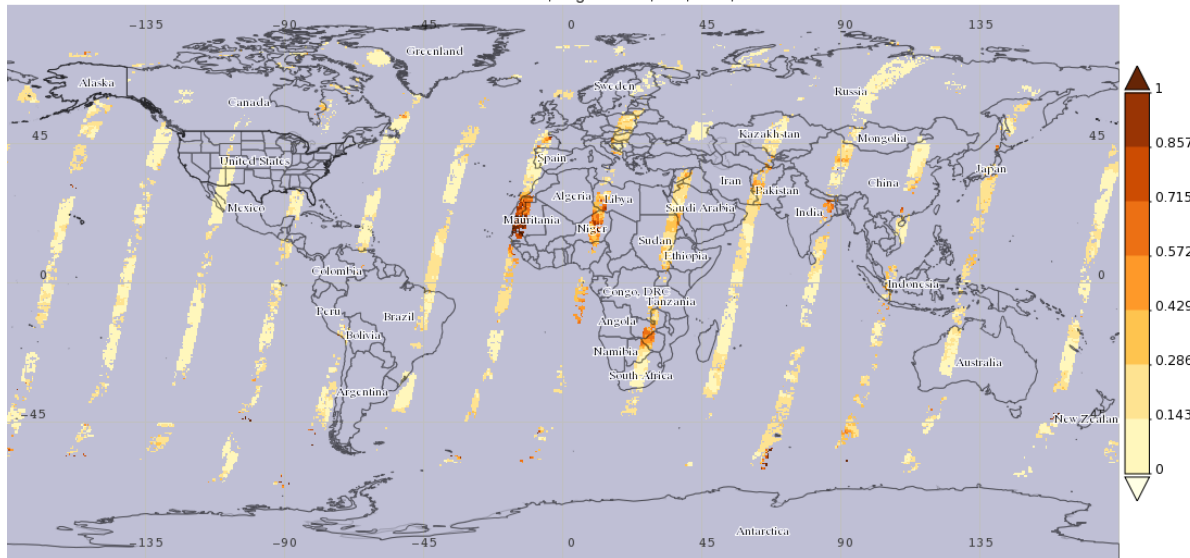 -135 -90 -45 0 45 90 135
Greenland
Alaska
Sweden
Russia
Canada
1
45 45
Kazakhstan
Mongolia
0.857
United States
Spain
Japan
China
Iran
Pakistan
Algeria
Libya
0.715
Mexico
Mauritania
Saudi Arabia
India
Niger
Sudan
Ethiopia
0.572
Colombia
0 0
Congo, DRC
Indonesia
Tanzania
0.429
Peru
Brazil
Angola
Bolivia
Namibia
0.286
Australia
South Africa
Argentina
-45 -45
New Zealan
0.143
0
Antarctica
-135 -90 -45 0 45 90 135